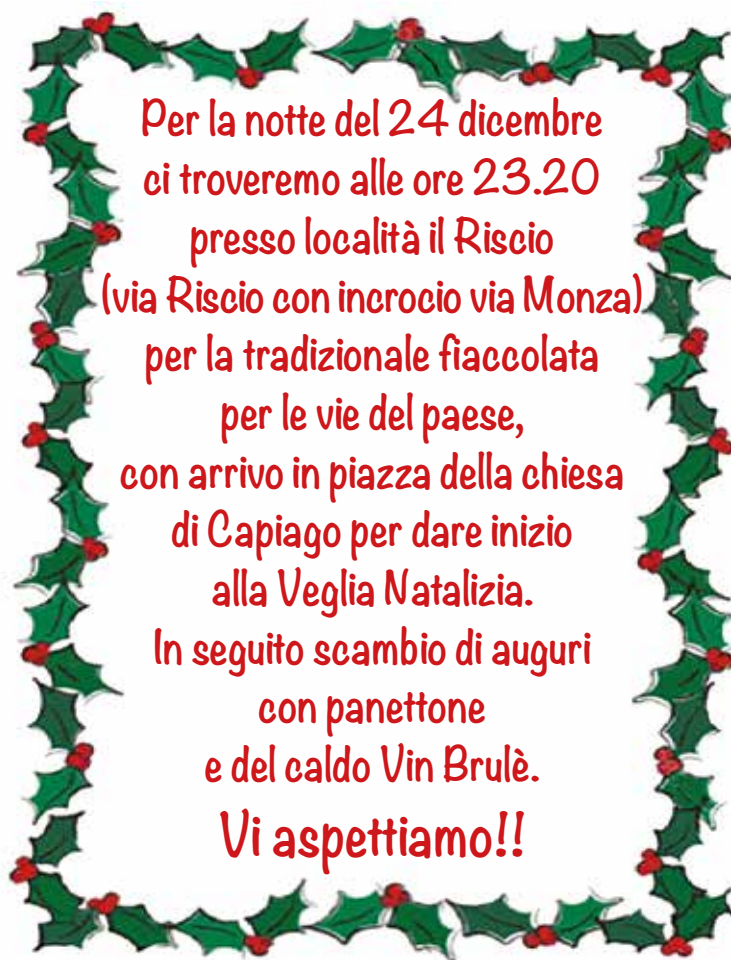 Per la notte del 24 dicembre
ci troveremo alle ore 23.20
presso località il Riscio
(via Riscio con incrocio via Monza)
per la tradizionale fiaccolata
per le vie del paese,
con arrivo in piazza della chiesa
di Capiago per dare inizio
alla Veglia Natalizia.
In seguito scambio di auguri
con panettone
e del caldo Vin Brulè.
Vi aspettiamo!!